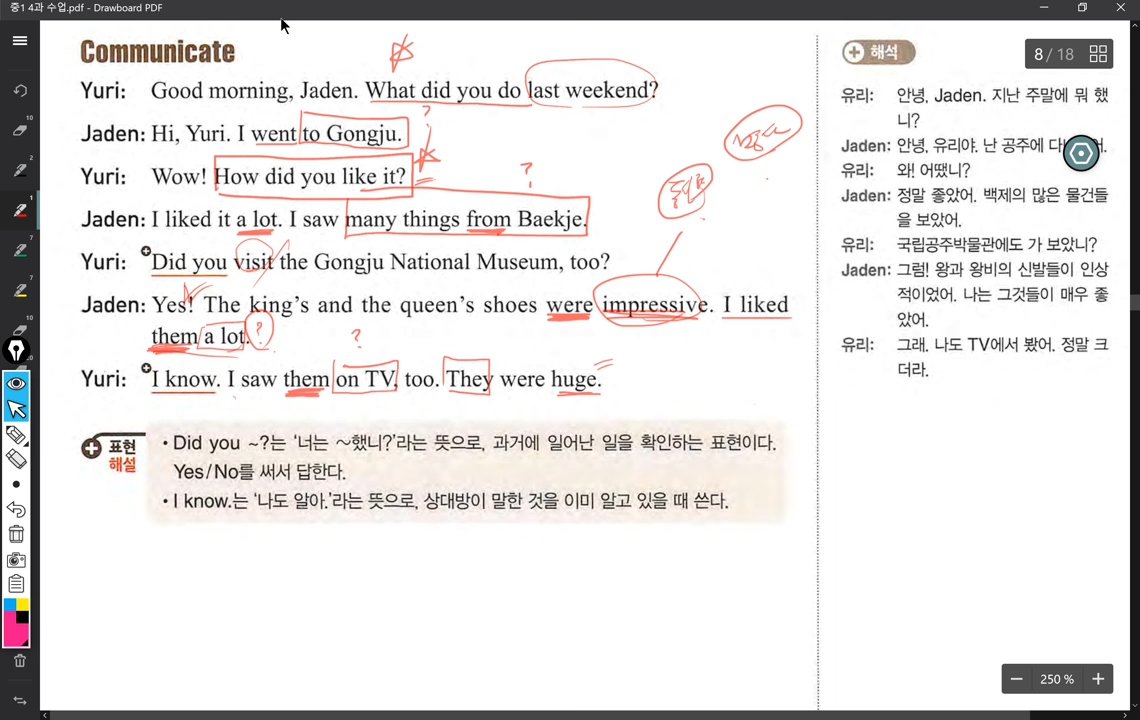 중1 4과 수업.pdf - Drawboard PDF
Communicate
8 / 18
Yuri: Good morning, Jaden. What did you do last weekend?
Jaden: Hi, Yuri. I went to Gongju.
Yuri: Wow! How did you like it?
Jaden: I liked it a lot. I saw many things from Baekje.
Yuri: Did you visit the Gongju National Museum, too?
Jaden: Yes! The king's and the queen's shoes were impressive. I liked
them a lot.
Yuri: I know. I saw them on TV, too. They were huge.
?
?
?
?
표현
해설
• Did you ~?는 '너는 ~했니?'라는 뜻으로, 과거에 일어난 일을 확인하는 표현이다.
Yes/No를 써서 답한다.
• I know.는 '나도 알아.'라는 뜻으로, 상대방이 말한 것을 이미 알고 있을 때 쓴다.
해석
유리: 안녕, Jaden. 지난 주말에 뭐 했
니?
Jaden: 안녕, 유리야. 난 공주에
유리: 와! 어땠니?
Jaden: 정말 좋았어. 백제의 많은 물건들
을 보았어.
유리: 국립공주박물관에도 가 보았니?
Jaden: 그럼! 왕과 왕비의 신발들이 인상
적이었어. 나는 그것들이 매우 좋
았어.
유리: 그래. 나도 TV에서 봤어. 정말 크
더라.
10
2
1
7
7
10
20
250 %